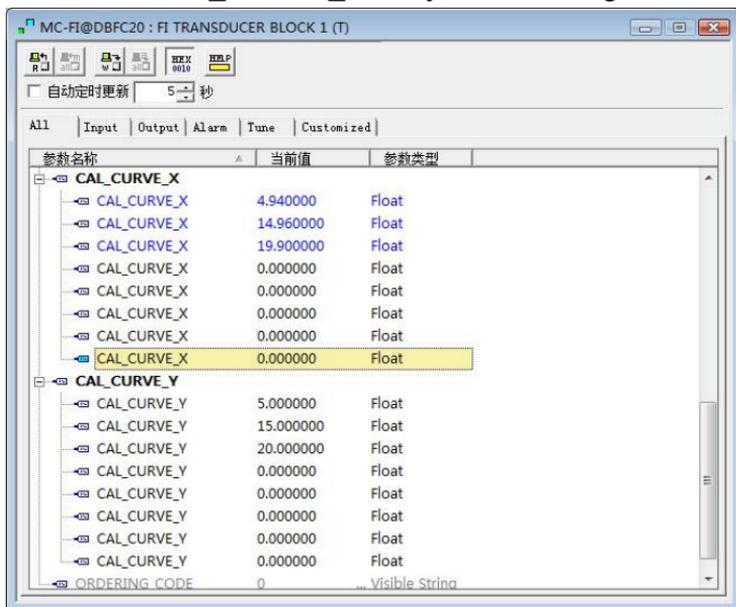 MC-FI@DBFC20 : FI TRANSDUCER BLOCK 1 (T)
R all W all HEX 0010 HELP
自动定时更新 5 秒
All Input Output Alarm Tune Customized
参数名称 当前值 参数类型
CAL_CURVE_X
CAL_CURVE_X 4.940000 Float
CAL_CURVE_X 14.960000 Float
CAL_CURVE_X 19.900000 Float
CAL_CURVE_X 0.000000 Float
CAL_CURVE_X 0.000000 Float
CAL_CURVE_X 0.000000 Float
CAL_CURVE_X 0.000000 Float
CAL_CURVE_X 0.000000 Float
CAL_CURVE_Y
CAL_CURVE_Y 5.000000 Float
CAL_CURVE_Y 15.000000 Float
CAL_CURVE_Y 20.000000 Float
CAL_CURVE_Y 0.000000 Float
CAL_CURVE_Y 0.000000 Float
CAL_CURVE_Y 0.000000 Float
CAL_CURVE_Y 0.000000 Float
CAL_CURVE_Y 0.000000 Float
ORDERING_CODE 0 ... Visible String